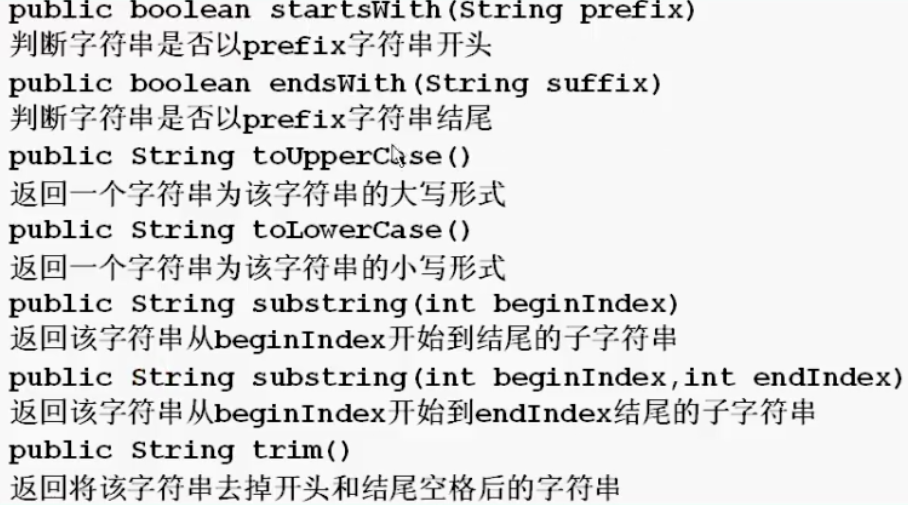 public boolean startsWith(String prefix)
判断字符串是否以prefix字符串开头
public boolean endsWith(String suffix)
判断字符串是否以prefix字符串结尾
public String toUpperCase()
返回一个字符串为该字符串的大写形式
public String toLowerCase()
返回一个字符串为该字符串的小写形式
public String substring(int beginIndex)
返回该字符串从beginIndex开始到结尾的子字符串
public String substring(int beginIndex,int endIndex)
返回该字符串从beginIndex开始到endIndex结尾的子字符串
public String trim()
返回将该字符串去掉开头和结尾空格后的字符串